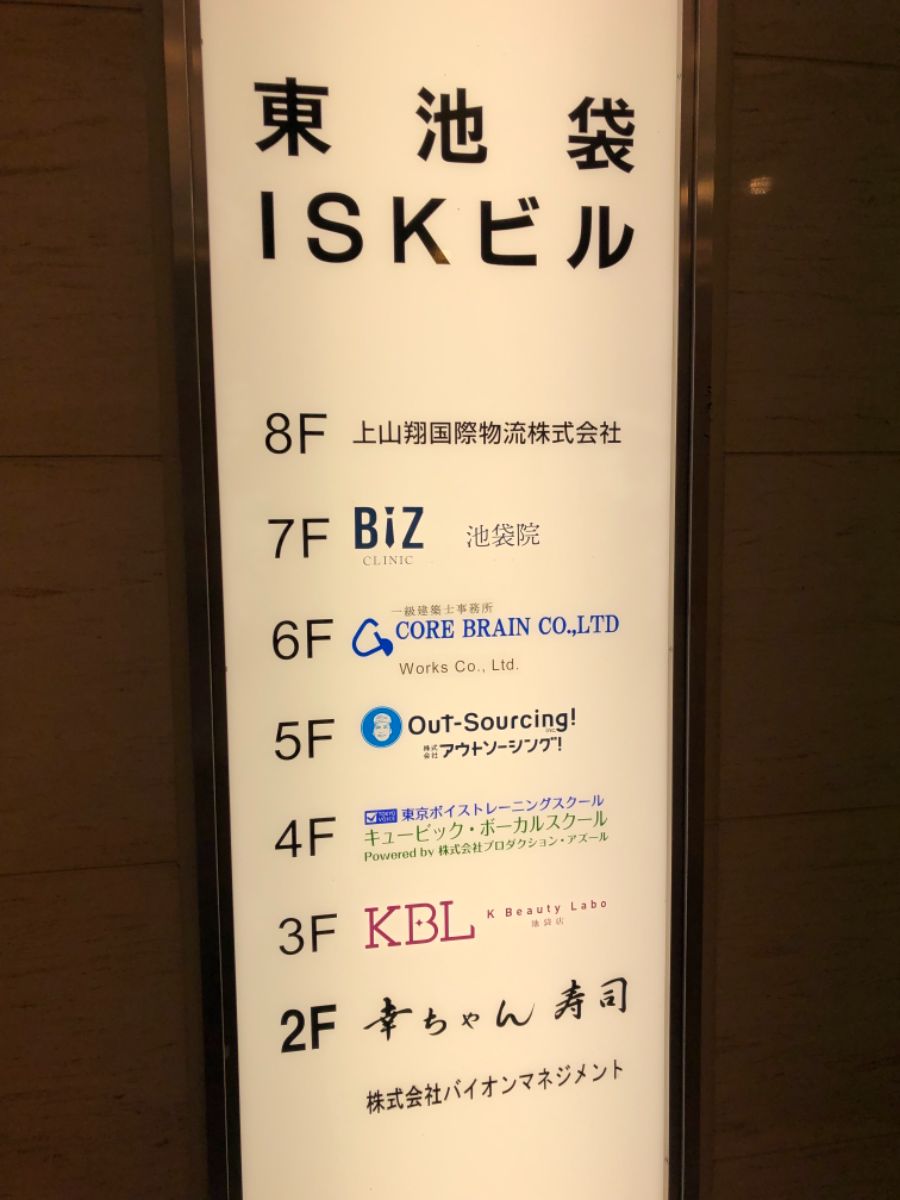 東池袋
ISKビル
8F 上山翔国際物流株式会社
7F BiZ CLINIC 池袋院
一級建築士事務所
6F CORE BRAIN CO.,LTD
Works Co., Ltd.
5F OuT-Sourcing! inc.
株式会社アウトソーシング!
TOKYO VOICE 東京ボイストレーニングスクール
4F キュービック・ボーカルスクール
Powered by 株式会社プロダクション・アズール
3F KBL K Beauty Labo
池袋店
2F 幸ちゃん 寿司
株式会社バイオンマネジメント